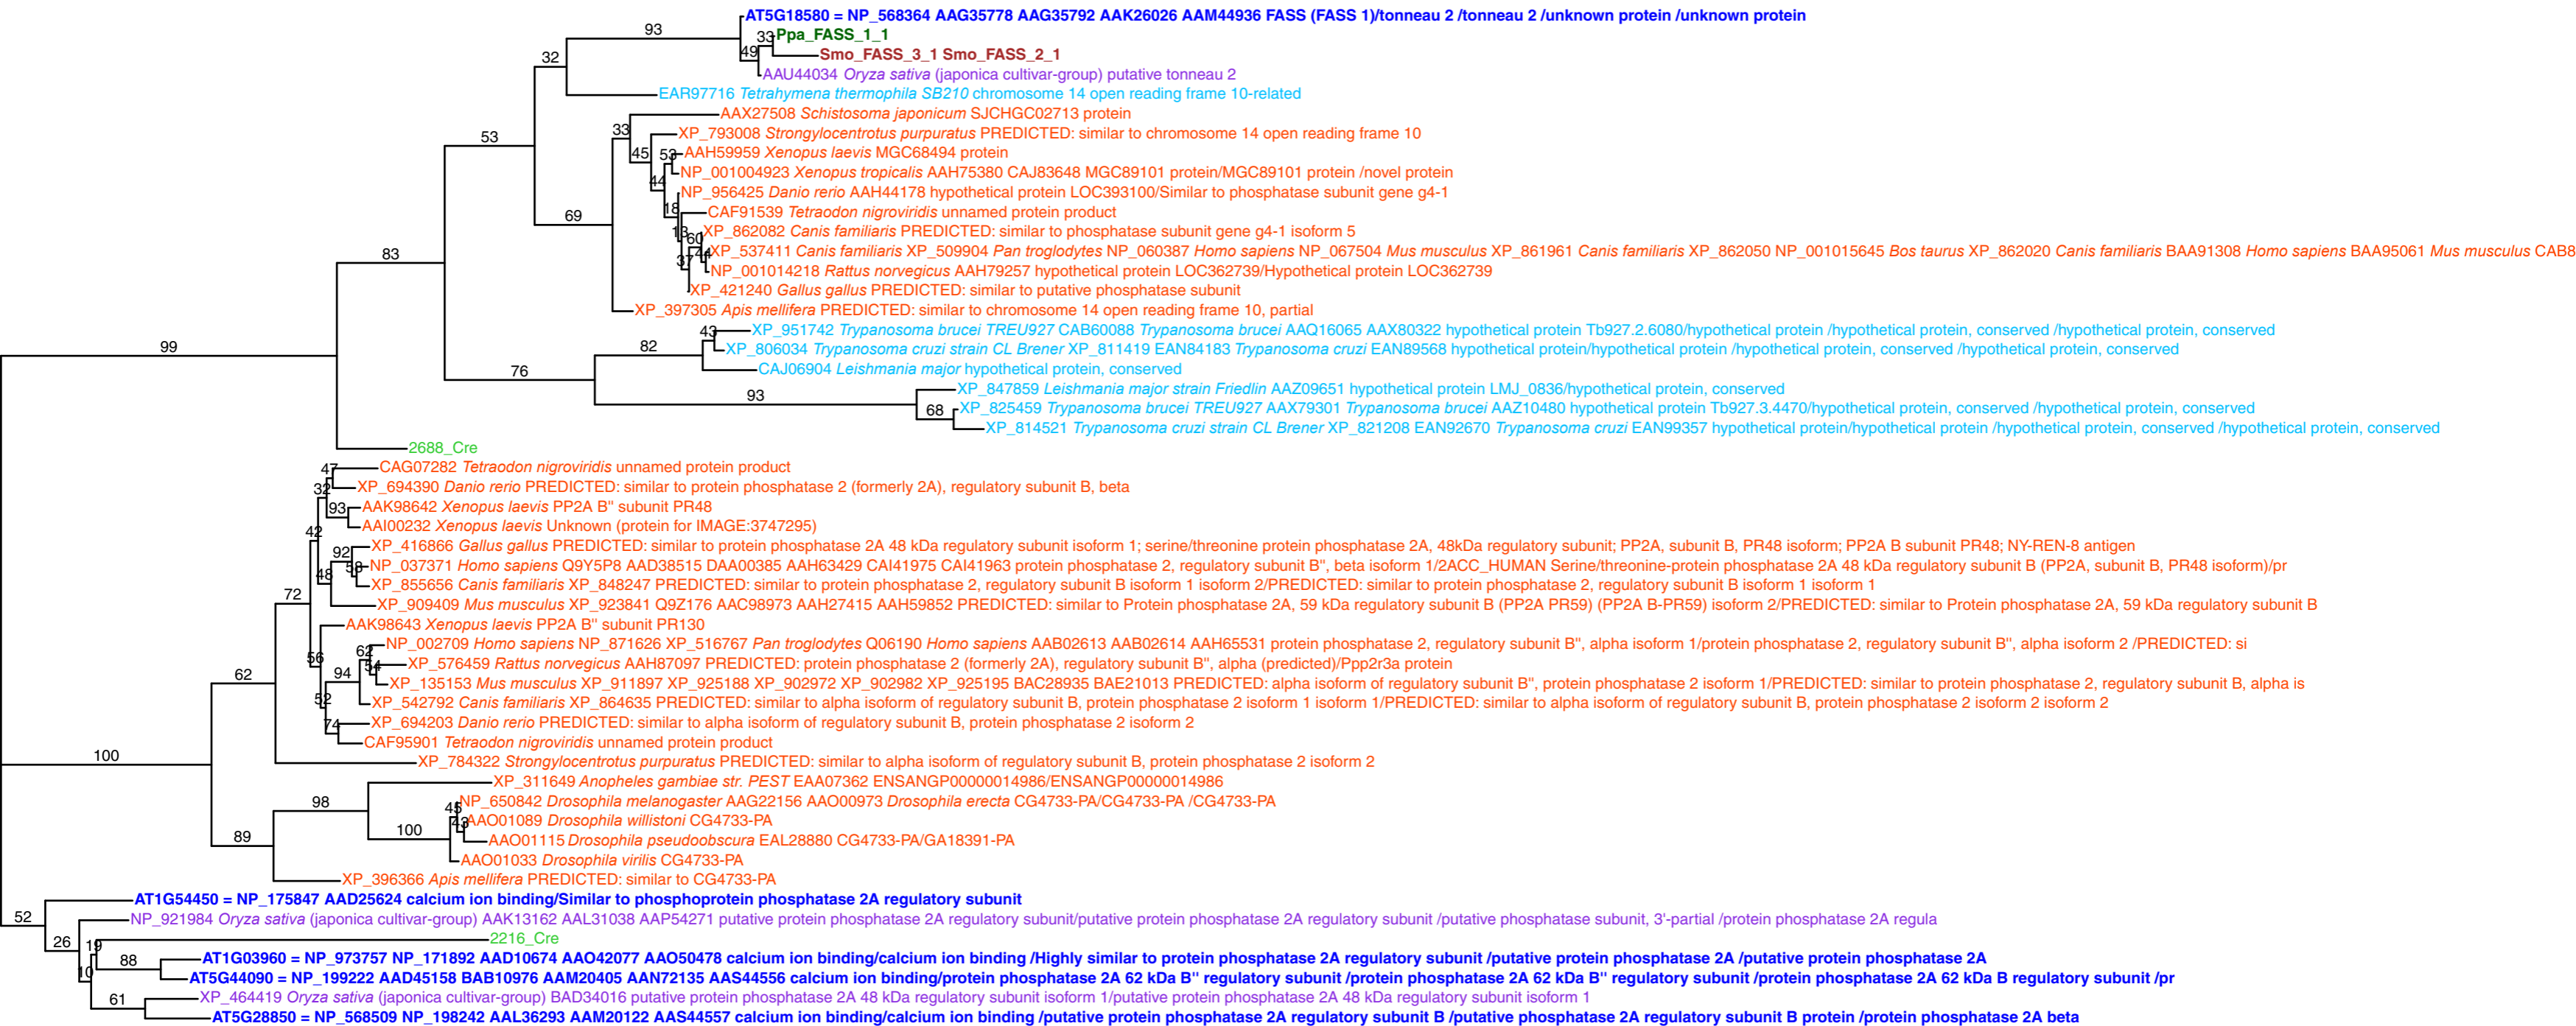 AT5G18580 = NP_568364 AAG35778 AAG35792 AAK26026 AAM44936 FASS (FASS 1)/tonneau 2 /tonneau 2 /unknown protein /unknown protein
93
33 Ppa_FASS_1_1
49 Smo_FASS_3_1 Smo_FASS_2_1
32
AAU44034 Oryza sativa (japonica cultivar-group) putative tonneau 2
EAR97716 Tetrahymena thermophila SB210 chromosome 14 open reading frame 10-related
AAX27508 Schistosoma japonicum SJCHGC02713 protein
53 33 XP_793008 Strongylocentrotus purpuratus PREDICTED: similar to chromosome 14 open reading frame 10
45 53 AAH59959 Xenopus laevis MGC68494 protein
NP_001004923 Xenopus tropicalis AAH75380 CAJ83648 MGC89101 protein/MGC89101 protein /novel protein
44 NP_956425 Danio rerio AAH44178 hypothetical protein LOC393100/Similar to phosphatase subunit gene g4-1
69 18 CAF91539 Tetraodon nigroviridis unnamed protein product
13 60 XP_862082 Canis familiaris PREDICTED: similar to phosphatase subunit gene g4-1 isoform 5
83 37 44 XP_537411 Canis familiaris XP_509904 Pan troglodytes NP_060387 Homo sapiens NP_067504 Mus musculus XP_861961 Canis familiaris XP_862050 NP_001015645 Bos taurus XP_862020 Canis familiaris BAA91308 Homo sapiens BAA95061 Mus musculus CAB8
NP_001014218 Rattus norvegicus AAH79257 hypothetical protein LOC362739/Hypothetical protein LOC362739
XP_421240 Gallus gallus PREDICTED: similar to putative phosphatase subunit
XP_397305 Apis mellifera PREDICTED: similar to chromosome 14 open reading frame 10, partial
43 XP_951742 Trypanosoma brucei TREU927 CAB60088 Trypanosoma brucei AAQ16065 AAX80322 hypothetical protein Tb927.2.6080/hypothetical protein /hypothetical protein, conserved /hypothetical protein, conserved
99 82 XP_806034 Trypanosoma cruzi strain CL Brener XP_811419 EAN84183 Trypanosoma cruzi EAN89568 hypothetical protein/hypothetical protein /hypothetical protein, conserved /hypothetical protein, conserved
76 CAJ06904 Leishmania major hypothetical protein, conserved
93 XP_847859 Leishmania major strain Friedlin AAZ09651 hypothetical protein LMJ_0836/hypothetical protein, conserved
68 XP_825459 Trypanosoma brucei TREU927 AAX79301 Trypanosoma brucei AAZ10480 hypothetical protein Tb927.3.4470/hypothetical protein, conserved /hypothetical protein, conserved
XP_814521 Trypanosoma cruzi strain CL Brener XP_821208 EAN92670 Trypanosoma cruzi EAN99357 hypothetical protein/hypothetical protein /hypothetical protein, conserved /hypothetical protein, conserved
2688_Cre
47 CAG07282 Tetraodon nigroviridis unnamed protein product
32 XP_694390 Danio rerio PREDICTED: similar to protein phosphatase 2 (formerly 2A), regulatory subunit B, beta
93 AAK98642 Xenopus laevis PP2A B" subunit PR48
42 AAI00232 Xenopus laevis Unknown (protein for IMAGE:3747295)
92 XP_416866 Gallus gallus PREDICTED: similar to protein phosphatase 2A 48 kDa regulatory subunit isoform 1; serine/threonine protein phosphatase 2A, 48kDa regulatory subunit; PP2A, subunit B, PR48 isoform; PP2A B subunit PR48; NY-REN-8 antigen
48 58 NP_037371 Homo sapiens Q9Y5P8 AAD38515 DAA00385 AAH63429 CAI41975 CAI41963 protein phosphatase 2, regulatory subunit B", beta isoform 1/2ACC_HUMAN Serine/threonine-protein phosphatase 2A 48 kDa regulatory subunit B (PP2A, subunit B, PR48 isoform)/pr
XP_855656 Canis familiaris XP_848247 PREDICTED: similar to protein phosphatase 2, regulatory subunit B isoform 1 isoform 2/PREDICTED: similar to protein phosphatase 2, regulatory subunit B isoform 1 isoform 1
72 XP_909409 Mus musculus XP_923841 Q9Z176 AAC98973 AAH27415 AAH59852 PREDICTED: similar to Protein phosphatase 2A, 59 kDa regulatory subunit B (PP2A PR59) (PP2A B-PR59) isoform 2/PREDICTED: similar to Protein phosphatase 2A, 59 kDa regulatory subunit B
AAK98643 Xenopus laevis PP2A B" subunit PR130
56 62 NP_002709 Homo sapiens NP_871626 XP_516767 Pan troglodytes Q06190 Homo sapiens AAB02613 AAB02614 AAH65531 protein phosphatase 2, regulatory subunit B", alpha isoform 1/protein phosphatase 2, regulatory subunit B", alpha isoform 2 /PREDICTED: si
54 XP_576459 Rattus norvegicus AAH87097 PREDICTED: protein phosphatase 2 (formerly 2A), regulatory subunit B", alpha (predicted)/Ppp2r3a protein
62 94 XP_135153 Mus musculus XP_911897 XP_925188 XP_902972 XP_902982 XP_925195 BAC28935 BAE21013 PREDICTED: alpha isoform of regulatory subunit B", protein phosphatase 2 isoform 1/PREDICTED: similar to protein phosphatase 2, regulatory subunit B, alpha is
52 XP_542792 Canis familiaris XP_864635 PREDICTED: similar to alpha isoform of regulatory subunit B, protein phosphatase 2 isoform 1 isoform 1/PREDICTED: similar to alpha isoform of regulatory subunit B, protein phosphatase 2 isoform 2 isoform 2
74 XP_694203 Danio rerio PREDICTED: similar to alpha isoform of regulatory subunit B, protein phosphatase 2 isoform 2
CAF95901 Tetraodon nigroviridis unnamed protein product
100 XP_784322 Strongylocentrotus purpuratus PREDICTED: similar to alpha isoform of regulatory subunit B, protein phosphatase 2 isoform 2
XP_311649 Anopheles gambiae str. PEST EAA07362 ENSANGP00000014986/ENSANGP00000014986
98 45 NP_650842 Drosophila melanogaster AAG22156 AAO00973 Drosophila erecta CG4733-PA/CG4733-PA /CG4733-PA
43 AAO01089 Drosophila willistoni CG4733-PA
89 100 AAO01115 Drosophila pseudoobscura EAL28880 CG4733-PA/GA18391-PA
AAO01033 Drosophila virilis CG4733-PA
XP_396366 Apis mellifera PREDICTED: similar to CG4733-PA
AT1G54450 = NP_175847 AAD25624 calcium ion binding/Similar to phosphoprotein phosphatase 2A regulatory subunit
52 NP_921984 Oryza sativa (japonica cultivar-group) AAK13162 AAL31038 AAP54271 putative protein phosphatase 2A regulatory subunit/putative protein phosphatase 2A regulatory subunit /putative phosphatase subunit, 3'-partial /protein phosphatase 2A regula
26 19 2216_Cre
88 AT1G03960 = NP_973757 NP_171892 AAD10674 AAO42077 AAO50478 calcium ion binding/calcium ion binding /Highly similar to protein phosphatase 2A regulatory subunit /putative protein phosphatase 2A /putative protein phosphatase 2A
10 AT5G44090 = NP_199222 AAD45158 BAB10976 AAM20405 AAN72135 AAS44556 calcium ion binding/protein phosphatase 2A 62 kDa B" regulatory subunit /protein phosphatase 2A 62 kDa B" regulatory subunit /protein phosphatase 2A 62 kDa B regulatory subunit /pr
61 XP_464419 Oryza sativa (japonica cultivar-group) BAD34016 putative protein phosphatase 2A 48 kDa regulatory subunit isoform 1/putative protein phosphatase 2A 48 kDa regulatory subunit isoform 1
AT5G28850 = NP_568509 NP_198242 AAL36293 AAM20122 AAS44557 calcium ion binding/calcium ion binding /putative protein phosphatase 2A regulatory subunit B /putative protein phosphatase 2A regulatory subunit B protein /protein phosphatase 2A beta